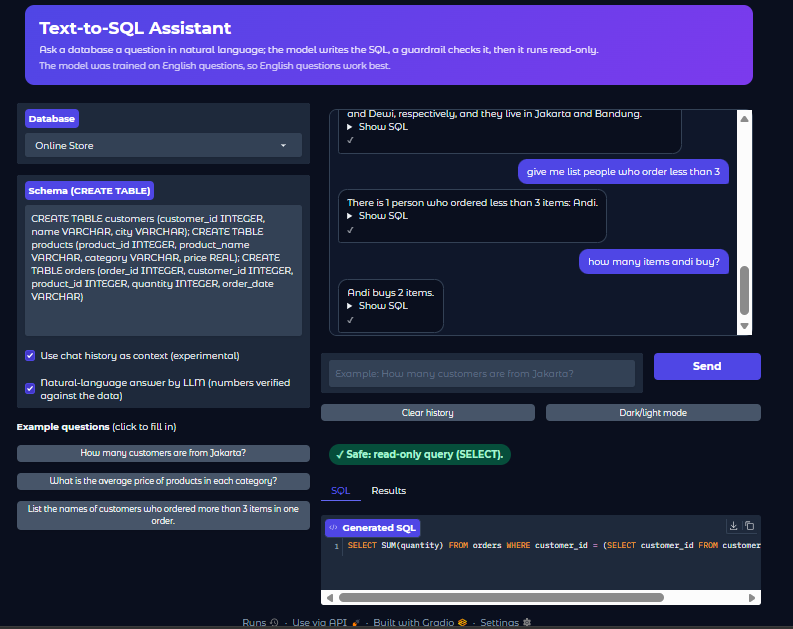 Text-to-SQL Assistant
Ask a database a question in natural language; the model writes the SQL, a guardrail checks it, then it runs read-only.
The model was trained on English questions, so English questions work best.
Database
Online Store
Schema (CREATE TABLE)
CREATE TABLE customers (customer_id INTEGER,
name VARCHAR, city VARCHAR); CREATE TABLE
products (product_id INTEGER, product_name
VARCHAR, category VARCHAR, price REAL); CREATE
TABLE orders (order_id INTEGER, customer_id INTEGER,
product_id INTEGER, quantity INTEGER, order_date
VARCHAR)
Use chat history as context (experimental)
Natural-language answer by LLM (numbers verified
against the data)
Example questions (click to fill in)
How many customers are from Jakarta?
What is the average price of products in each category?
List the names of customers who ordered more than 3 items in one
order.
and Dewi, respectively, and they live in Jakarta and Bandung.
▶ Show SQL
✓
give me list people who order less than 3
There is 1 person who ordered less than 3 items: Andi.
▶ Show SQL
✓
how many items andi buy?
Andi buys 2 items.
▶ Show SQL
✓
Example: How many customers are from Jakarta?
Send
Clear history
Dark/light mode
✓ Safe: read-only query (SELECT).
SQL
Results
</> Generated SQL
1 SELECT SUM(quantity) FROM orders WHERE customer_id = (SELECT customer_id FROM customer
Runs · Use via API · Built with Gradio · Settings